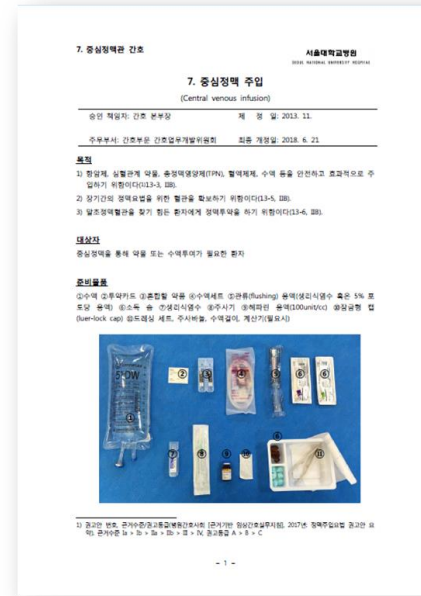 7. 중심정맥관 간호
서울대학교병원
SEOUL NATIONAL UNIVERSITY HOSPITAL
7. 중심정맥 주입
(Central venous infusion)
승인 책임자: 간호 본부장 제 정 일: 2013. 11.
주무부서: 간호부문 간호업무개발위원회 최종 개정일: 2018. 6. 21
목적
1) 항암제, 심혈관계 약물, 총정맥영양제(TPN), 혈액제제, 수액 등을 안전하고 효과적으로 주
입하기 위함이다(I13-3, IIB).
2) 장기간의 정맥요법을 위한 혈관을 확보하기 위함이다(13-5, IIB).
3) 말초정맥혈관을 찾기 힘든 환자에게 정맥투약을 하기 위함이다(13-6, IIB).
대상자
중심정맥을 통해 약물 또는 수액투여가 필요한 환자
준비물품
①수액 ②투약카드 ③혼합할 약품 ④수액세트 ⑤관류(flushing) 용액(생리식염수 혹은 5% 포
도당 용액) ⑥소독 솜 ⑦생리식염수 ⑧주사기 ⑨헤파린 용액(100unit/cc) ⑩잠금형 캡
(luer-lock cap) ⑪드레싱 세트, 주사바늘, 수액걸이, 계산기(필요시)
① ② ③ ④ ⑤ ⑥ ⑥
⑦ ⑧ ⑨ ⑩ ⑥ ⑪
1) 권고안 번호, 근거수준/권고등급(병원간호사회 [근거기반 임상간호실무지침], 2017년. 정맥주입요법 권고안 요
약). 근거수준 Ia > Ib > IIa > IIb > III > IV, 권고등급 A > B > C
- 1 -